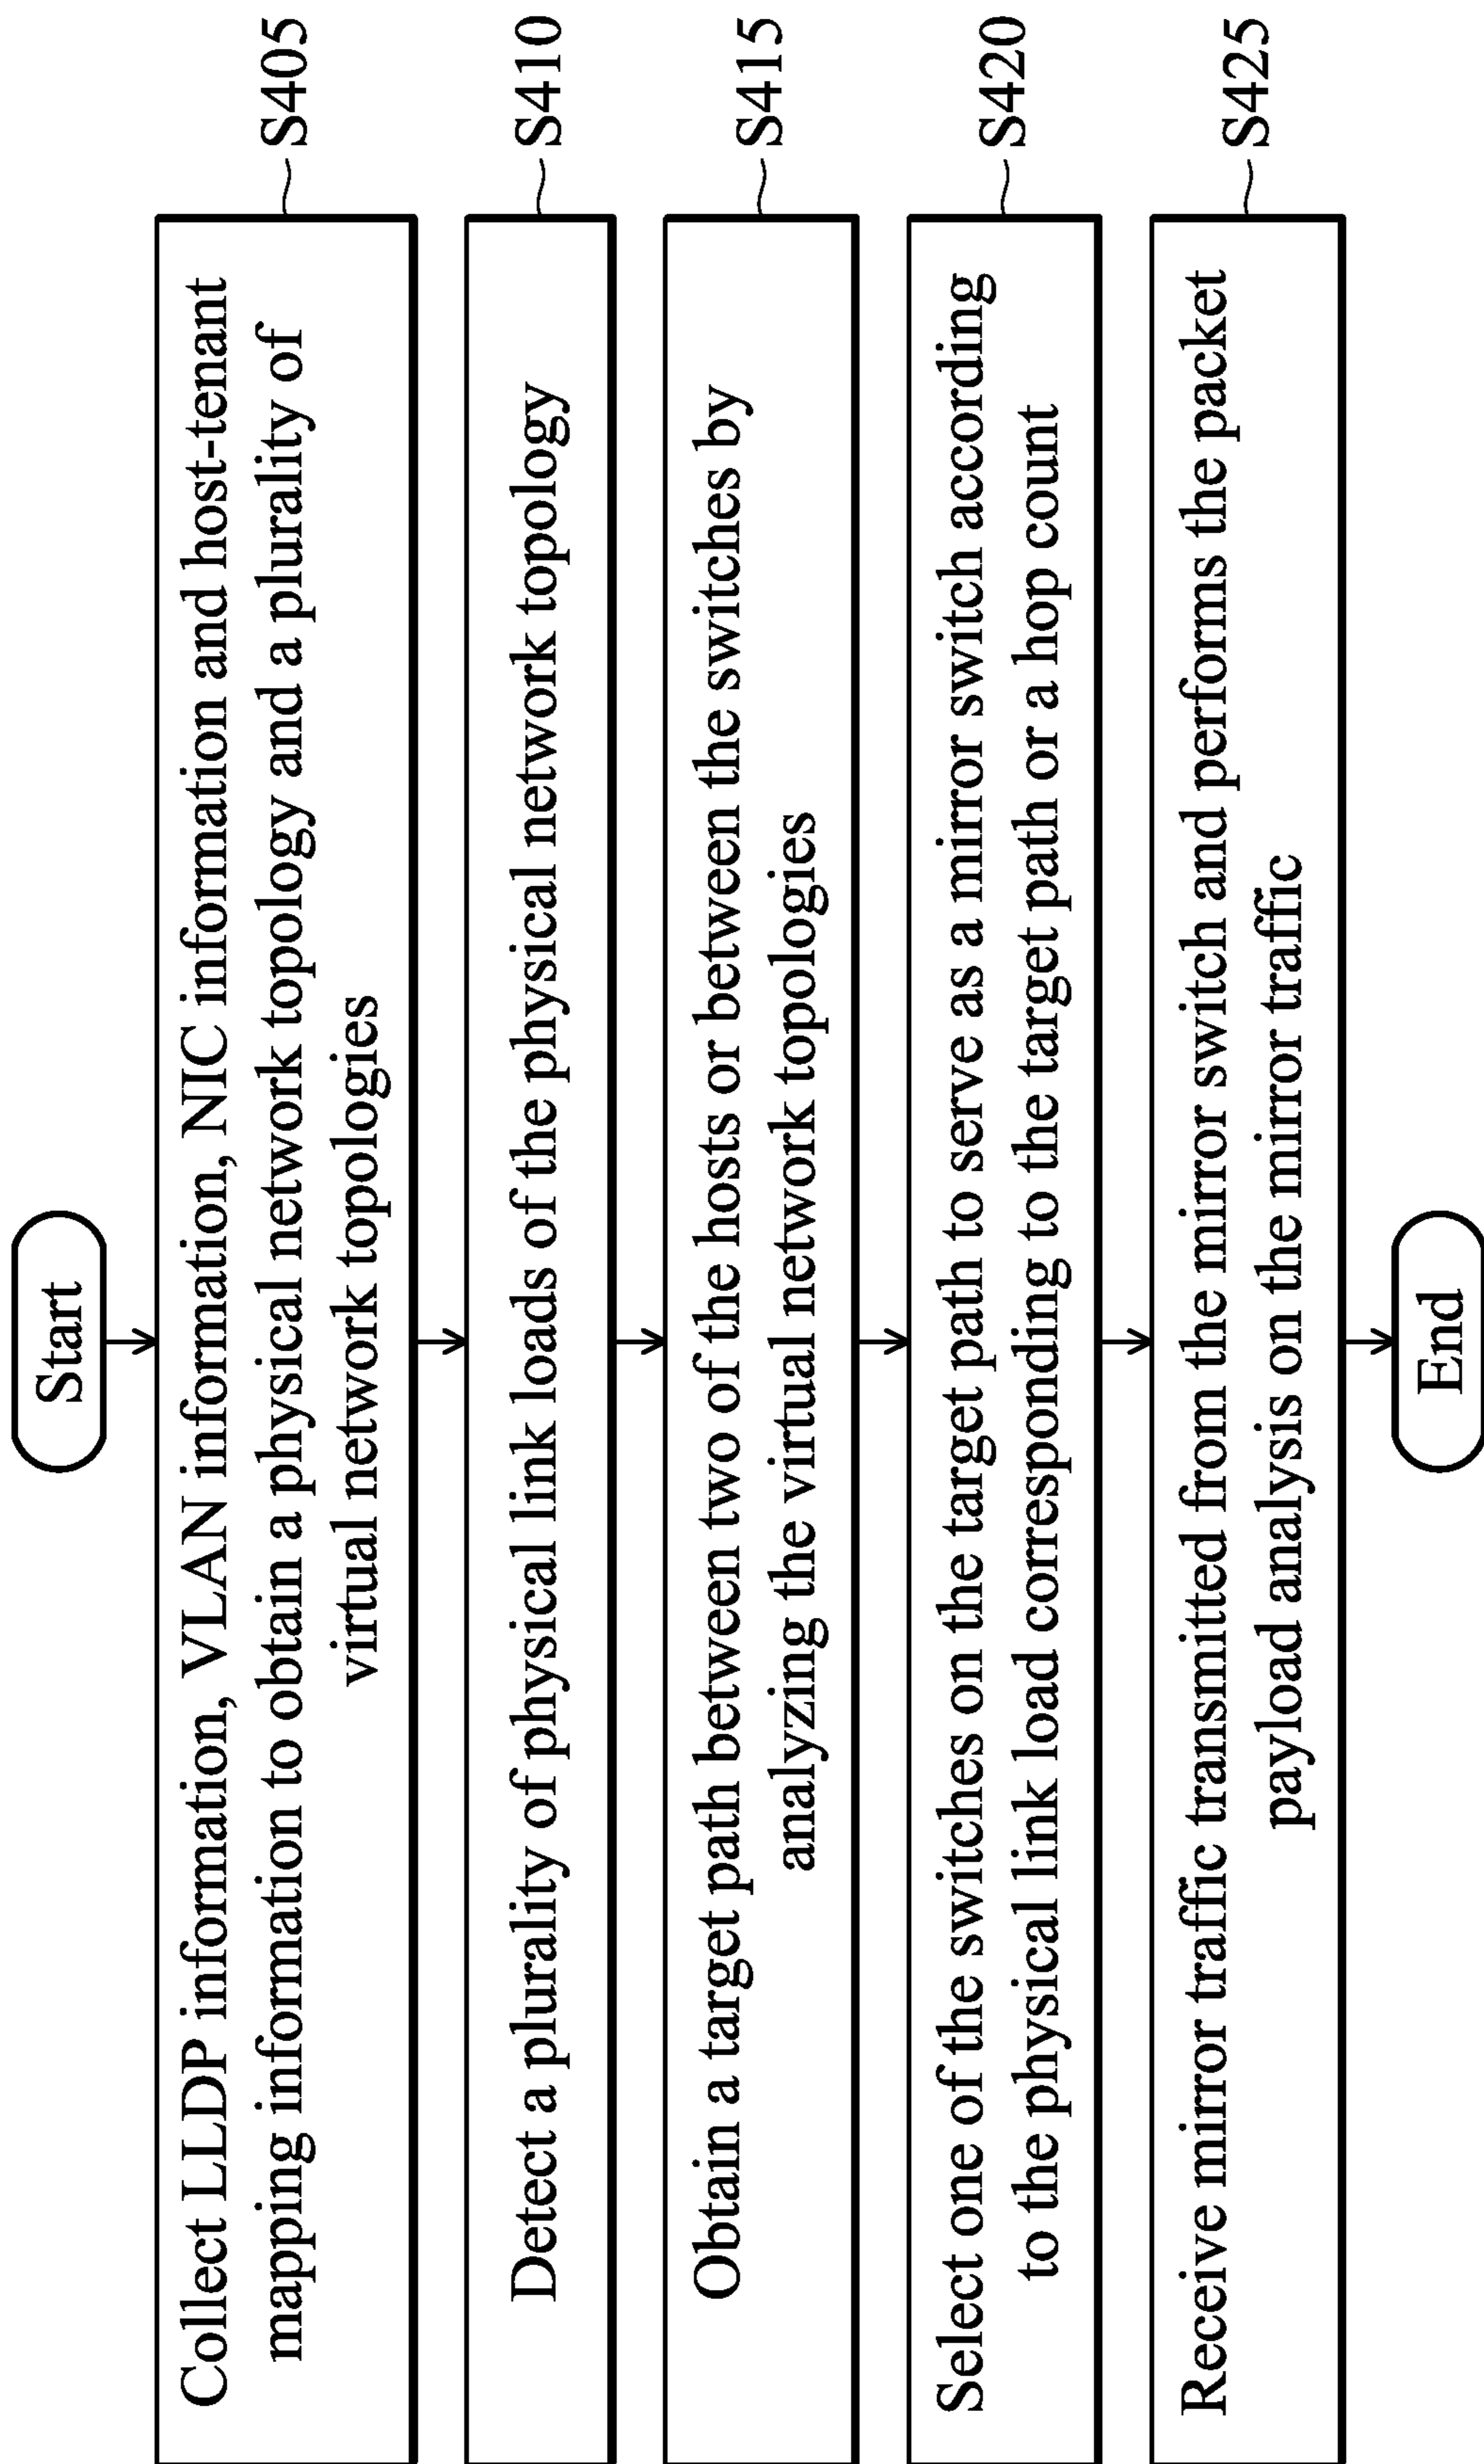 Start
Collect LLDP information, VLAN information, NIC information and host-tenant
mapping information to obtain a physical network topology and a plurality of
virtual network topologies
S405
Detect a plurality of physical link loads of the physical network topology
S410
Obtain a target path between two of the hosts or between the switches by
analyzing the virtual network topologies
S415
Select one of the switches on the target path to serve as a mirror switch according
to the physical link load corresponding to the target path or a hop count
S420
Receive mirror traffic transmitted from the mirror switch and performs the packet
payload analysis on the mirror traffic
S425
End